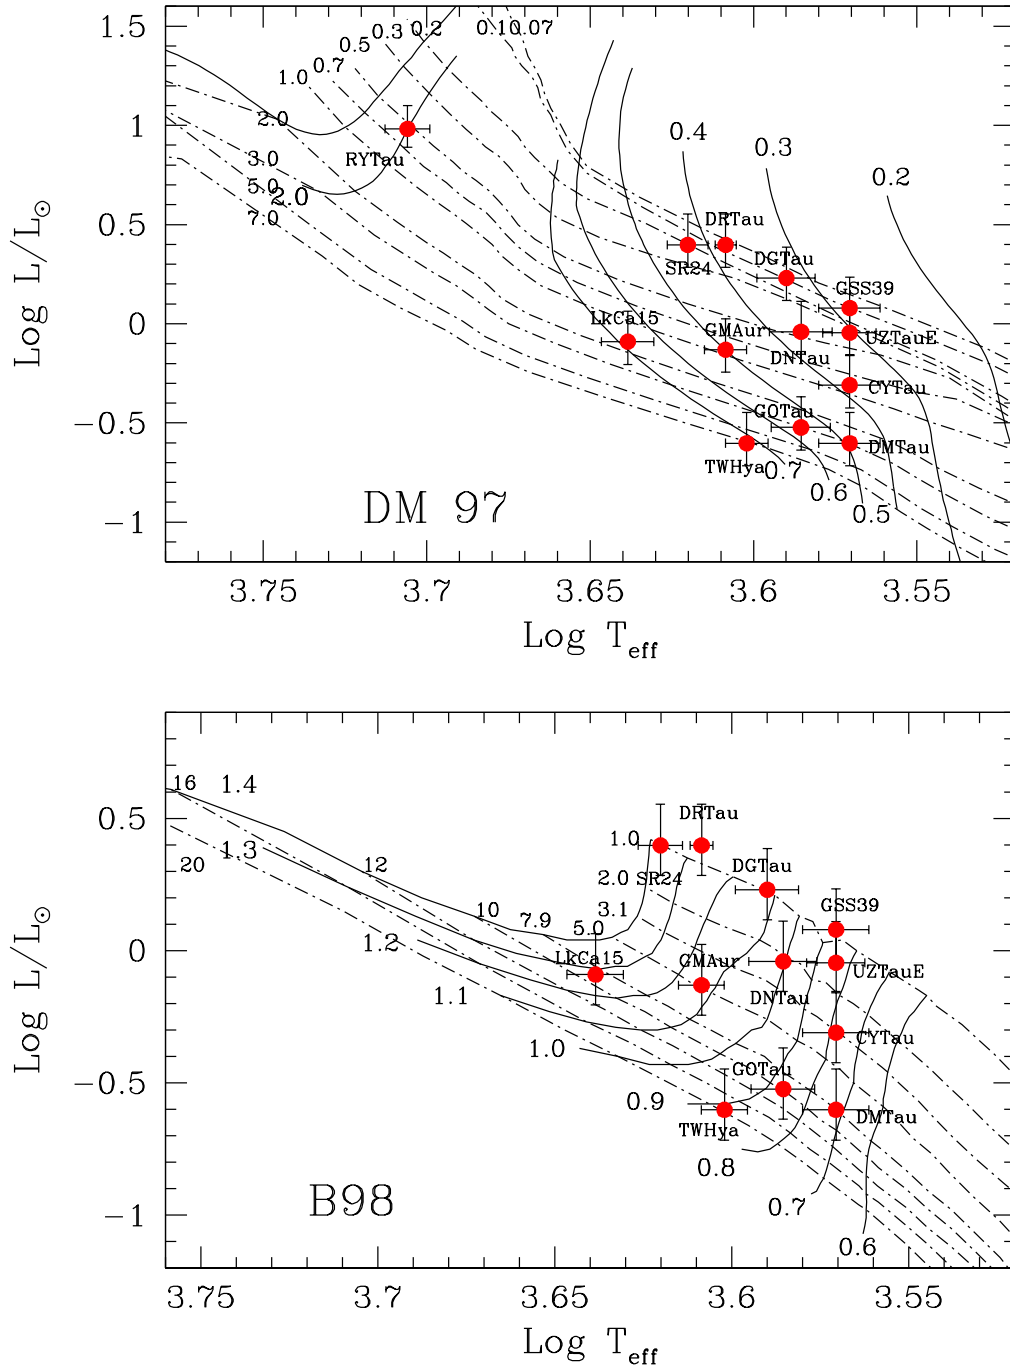 1.5
0.3 0.2 0.10 0.07
0.5
0.7
1.0
1
2.0
RYTau
0.4
0.3
0.2
3.0
5.0 2.0
7.0
0.5
DRTau
SR24
DGTau
GSS39
0
LkCa15
GMAur
DNTau
UZTauE
CYTau
−0.5
GOTau
DMTau
TWHya 0.7
0.6
0.5
−1
DM 97
3.75 3.7 3.65 3.6 3.55
Log L/L⊙
Log Teff
16 1.4
0.5
20 1.3
12
1.0
DRTau
SR24
2.0
DGTau
3.1
GSS39
10 7.9 5.0
0
1.2
LkCa15
GMAur
UZTauE
1.1
DNTau
1.0
CYTau
−0.5
0.9
GOTau
TWHya
DMTau
0.8
0.7
0.6
−1
B98
3.75 3.7 3.65 3.6 3.55
Log L/L⊙
Log Teff